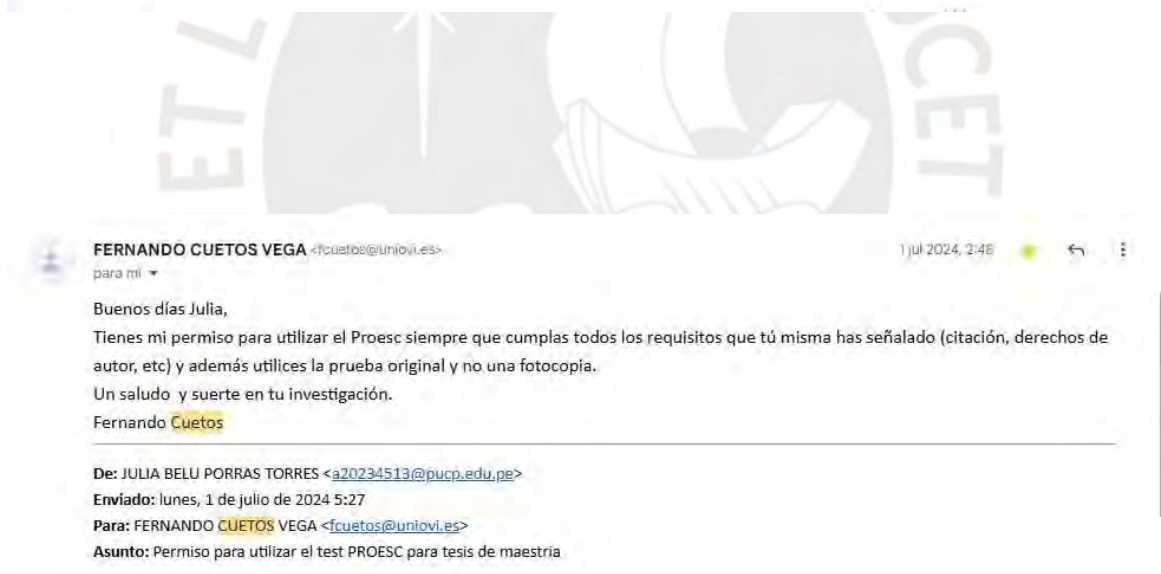 ET L
CET
FERNANDO CUETOS VEGA <fcuetos@uniovi.es>
1 jul 2024, 2:48
para mí
Buenos días Julia,
Tienes mi permiso para utilizar el Proesc siempre que cumplas todos los requisitos que tú misma has señalado (citación, derechos de
autor, etc) y además utilices la prueba original y no una fotocopia.
Un saludo y suerte en tu investigación.
Fernando Cuetos
De: JULIA BELU PORRAS TORRES <a20234513@pucp.edu.pe>
Enviado: lunes, 1 de julio de 2024 5:27
Para: FERNANDO CUETOS VEGA <fcuetos@uniovi.es>
Asunto: Permiso para utilizar el test PROESC para tesis de maestria